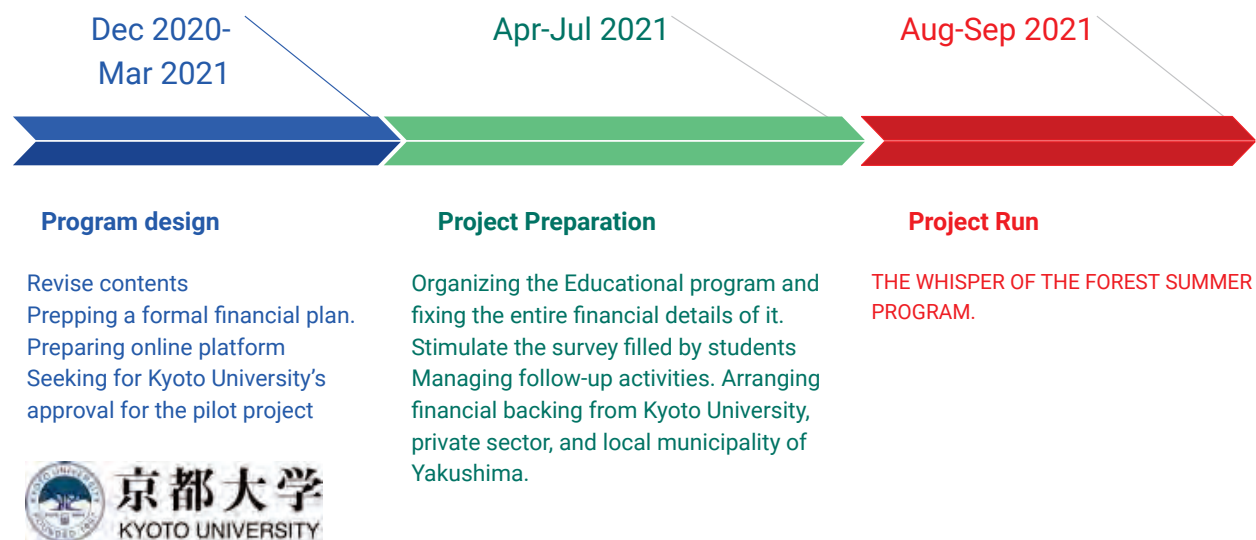 Dec 2020-
Mar 2021
Apr-Jul 2021
Aug-Sep 2021
Program design
Revise contents
Prepping a formal financial plan.
Preparing online platform
Seeking for Kyoto University's
approval for the pilot project
京都大学
KYOTO UNIVERSITY
KYOTO UNIVERSITY
FOUNDED 1897
Project Preparation
Organizing the Educational program and
fixing the entire financial details of it.
Stimulate the survey filled by students
Managing follow-up activities. Arranging
financial backing from Kyoto University,
private sector, and local municipality of
Yakushima.
Project Run
THE WHISPER OF THE FOREST SUMMER
PROGRAM.